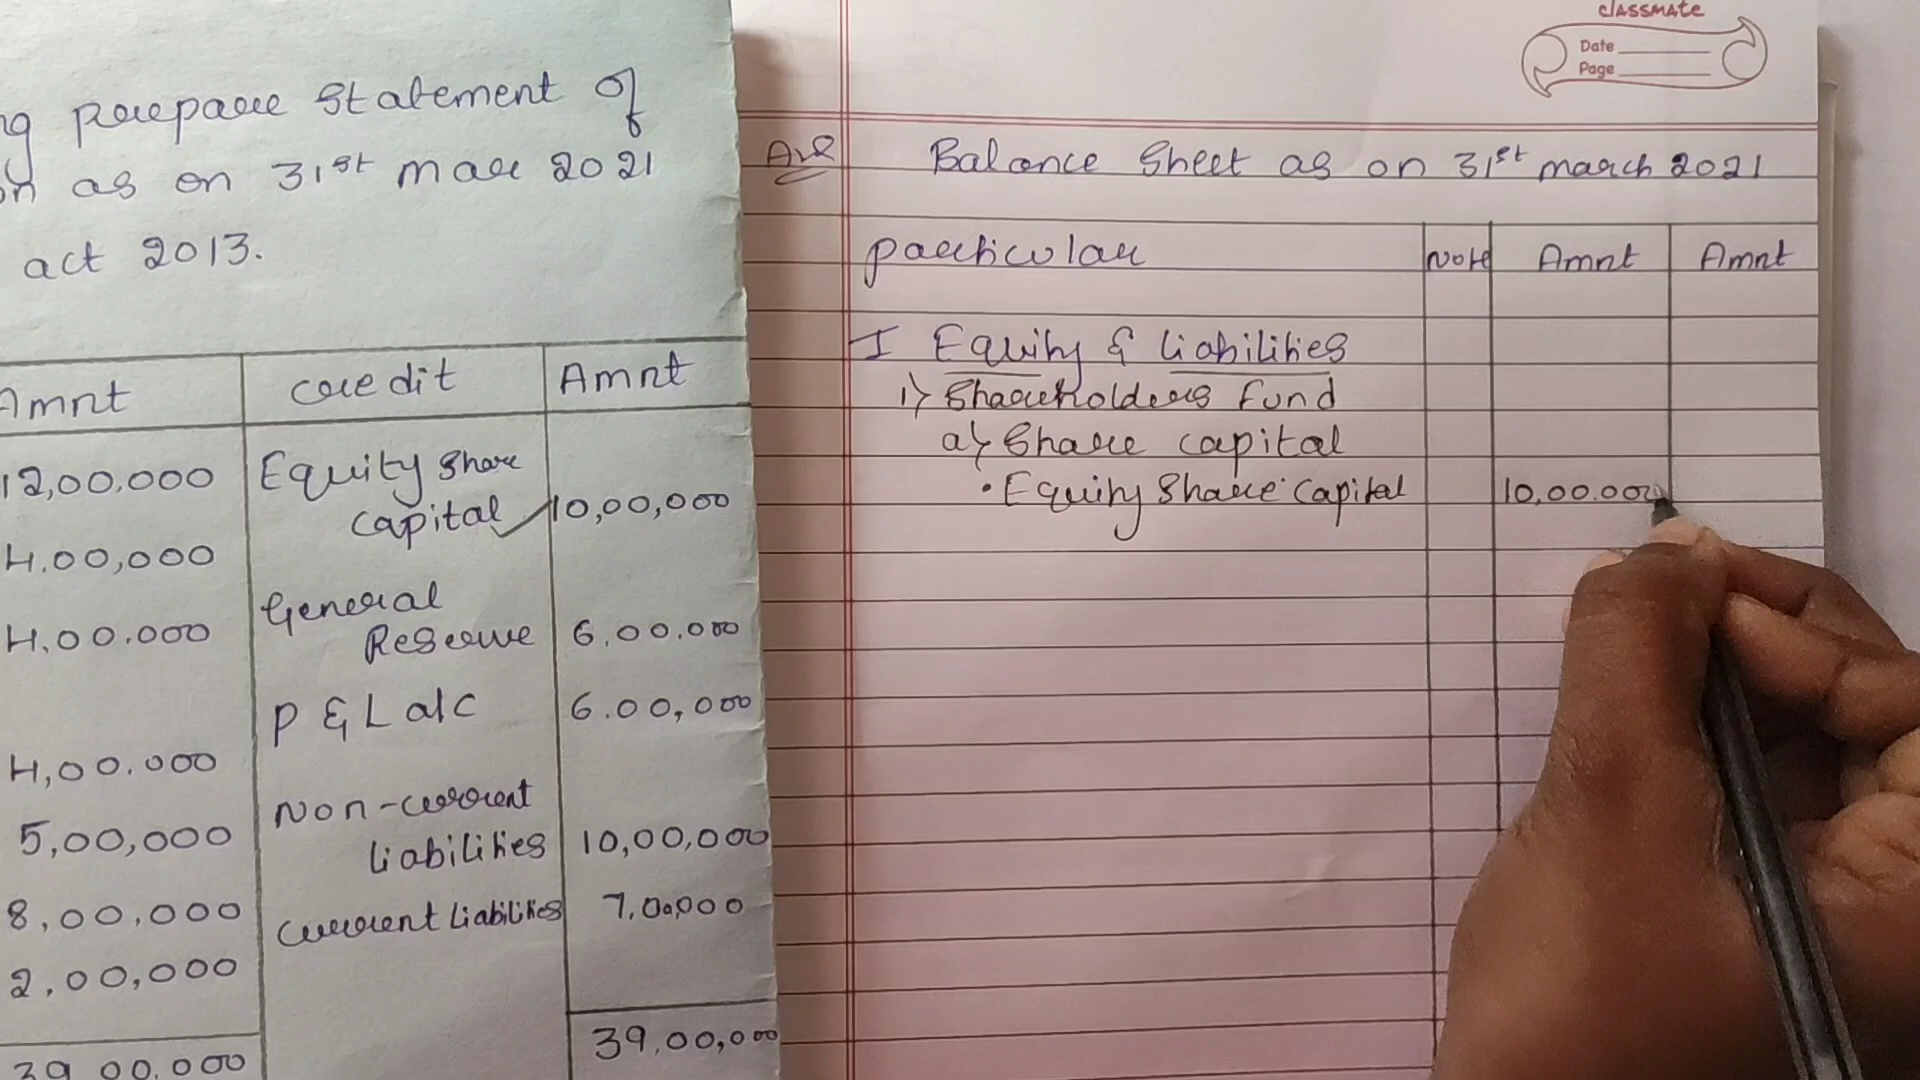 prepare Statement of
as on 31st mar 2021
act 2013.
Amnt credit Amnt
12,00,000 Equity share
capital 10,00,000
4.00,000
General
4.00.000 Reserve 6.00.000
P & L a/c 6.00,000
4,00.000
Non-current
5,00,000 liabilities 10,00,000
8,00,000 current liabilities 7,00,000
2,00,000
39,00,000
39 00.000
classmate
Date
Page
Ans Balance Sheet as on 31st march 2021
particular Note Amnt Amnt
I Equity & liabilities
1) Shareholders Fund
a) Share capital
• Equity Share capital 10,00.000